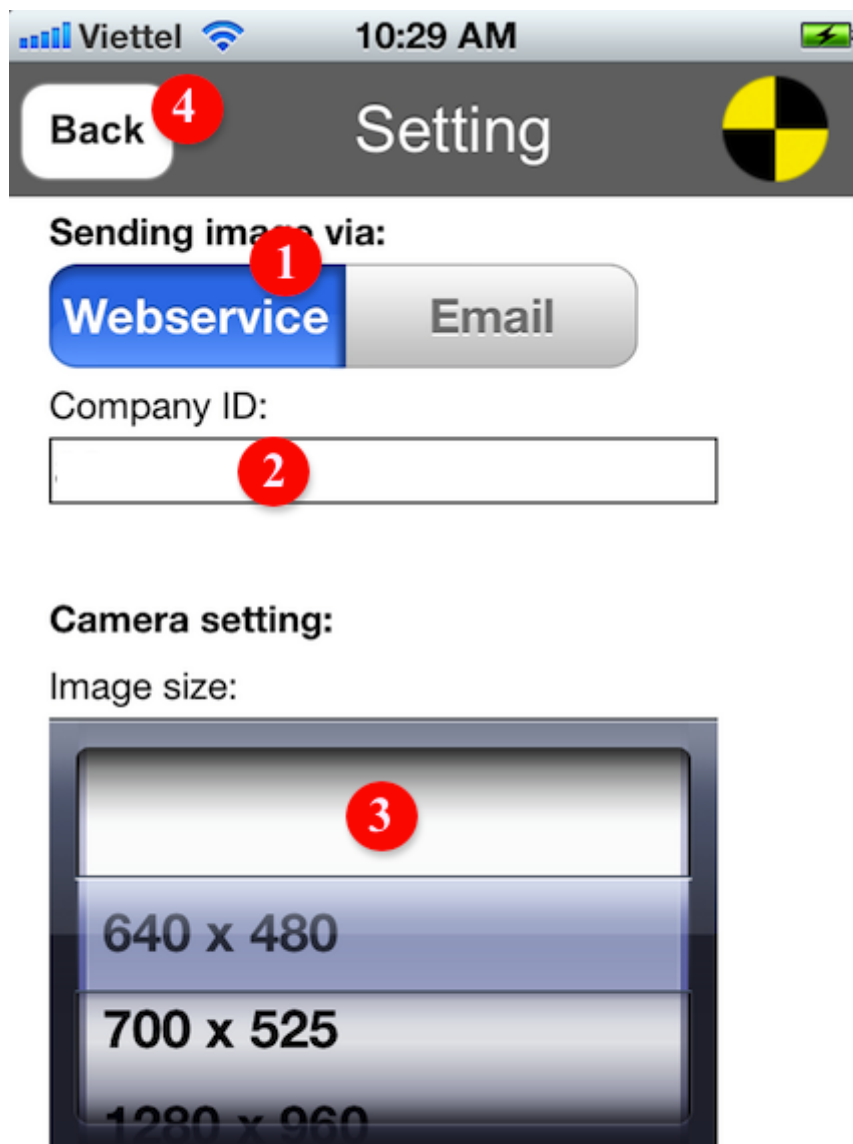 Viettel 10:29 AM
Back 4 Setting
Sending image via:
1
Webservice Email
Company ID:
2
Camera setting:
Image size:
3
640 x 480
700 x 525
1280 x 960